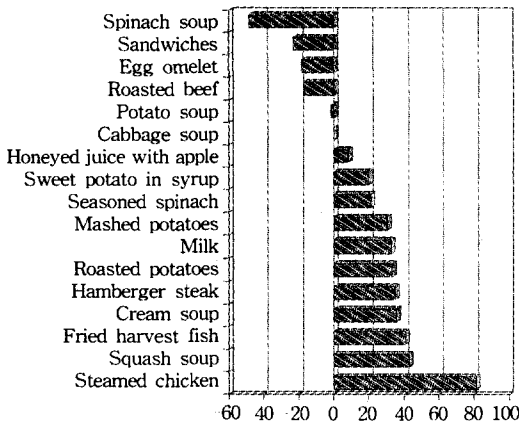 Spinach soup
Sandwiches
Egg omelet
Roasted beef
Potato soup
Cabbage soup
Honeyed juice with apple
Sweet potato in syrup
Seasoned spinach
Mashed potatoes
Milk
Roasted potatoes
Hamberger steak
Cream soup
Fried harvest fish
Squash soup
Steamed chicken
-60 -40 -20 0 20 40 60 80 100